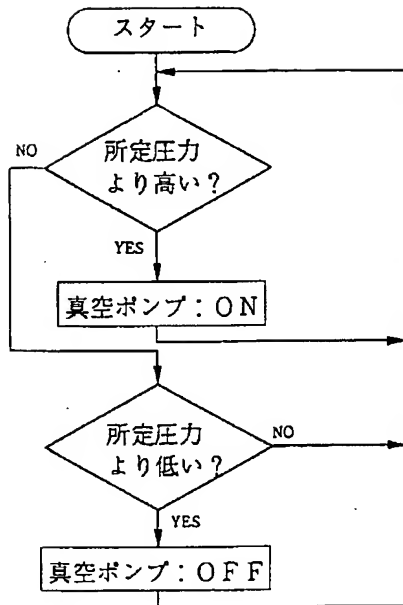 スタート
NO
所定圧力
より高い?
YES
真空ポンプ:ON
所定圧力
より低い?
NO
YES
真空ポンプ:OFF